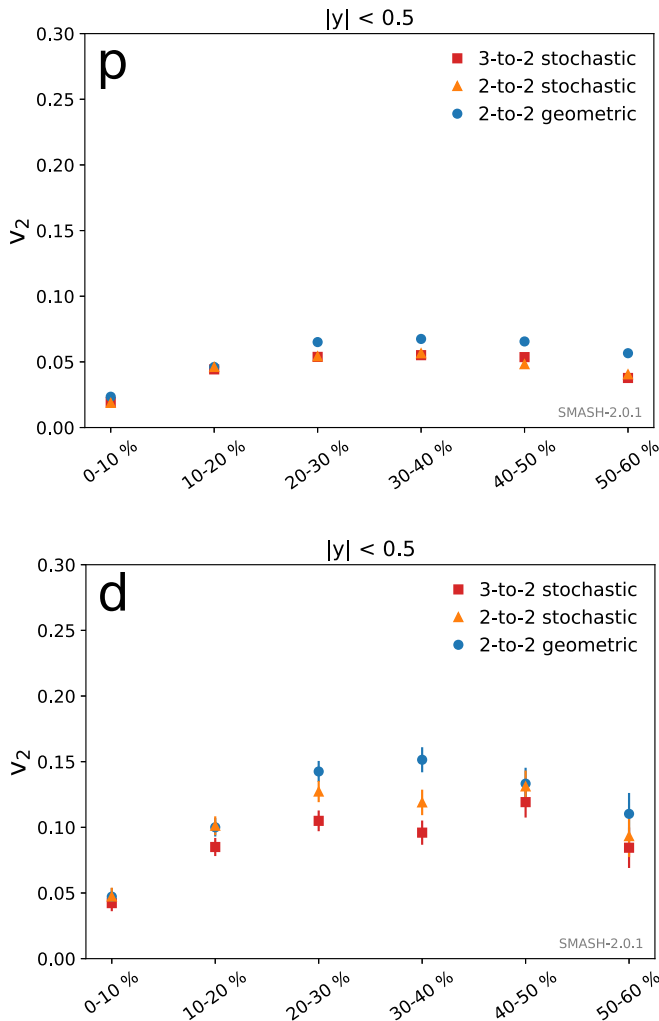 |y| < 0.5
p
3-to-2 stochastic
2-to-2 stochastic
2-to-2 geometric
0.30
0.25
0.20
0.15
0.10
0.05
0.00
v2
SMASH-2.0.1
0-10 %
10-20 %
20-30 %
30-40 %
40-50 %
50-60 %
|y| < 0.5
d
3-to-2 stochastic
2-to-2 stochastic
2-to-2 geometric
0.30
0.25
0.20
0.15
0.10
0.05
0.00
v2
SMASH-2.0.1
0-10 %
10-20 %
20-30 %
30-40 %
40-50 %
50-60 %